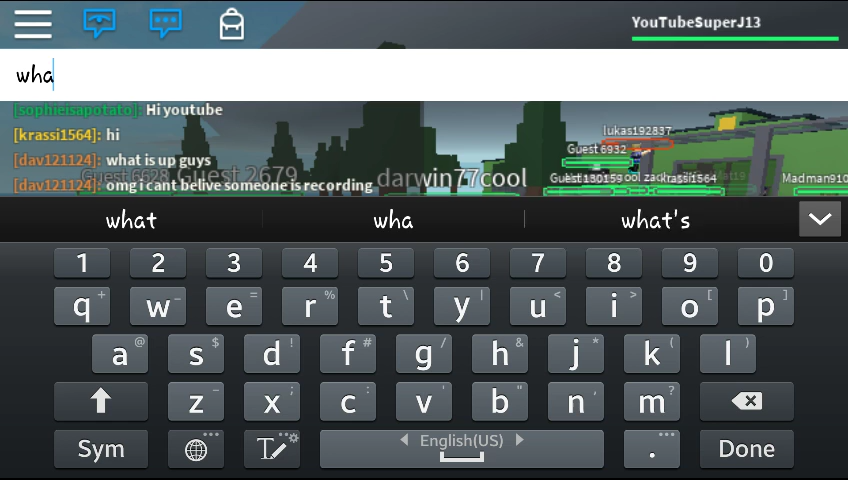 YouTubeSuperJ13
wha
[sophieisapotato]: Hi youtube
[krassi1564]: hi
[dav121124]: what is up guys
[dav121124]: omg i cant belive someone is recording
Guest 6628 Guest 2679 darwin77cool
lukas192837
Guest 6932
Guest130159 krassi1564
Madman910
what wha what's
1 2 3 4 5 6 7 8 9 0
q + w _ e = r % t \ y | u < i > o [ p ]
a @ s $ d ! f # g / h & j * k ( l )
z - x ; c : v ' b " n , m ?
Sym English(US) . Done